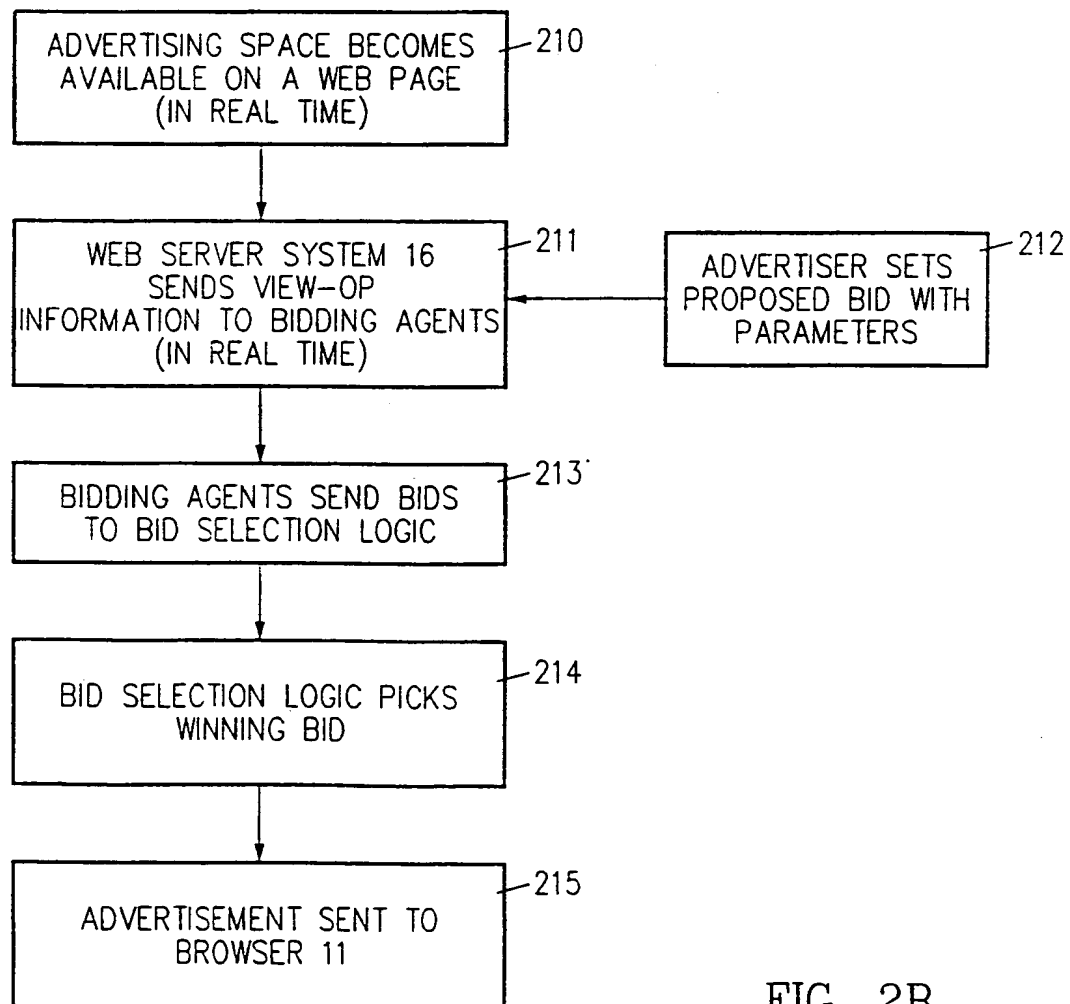 ADVERTISING SPACE BECOMES
AVAILABLE ON A WEB PAGE
(IN REAL TIME)
210
WEB SERVER SYSTEM 16
SENDS VIEW-OP
INFORMATION TO BIDDING AGENTS
(IN REAL TIME)
211
ADVERTISER SETS
PROPOSED BID WITH
PARAMETERS
212
BIDDING AGENTS SEND BIDS
TO BID SELECTION LOGIC
213
BID SELECTION LOGIC PICKS
WINNING BID
214
ADVERTISEMENT SENT TO
BROWSER 11
215
FIG. 2B